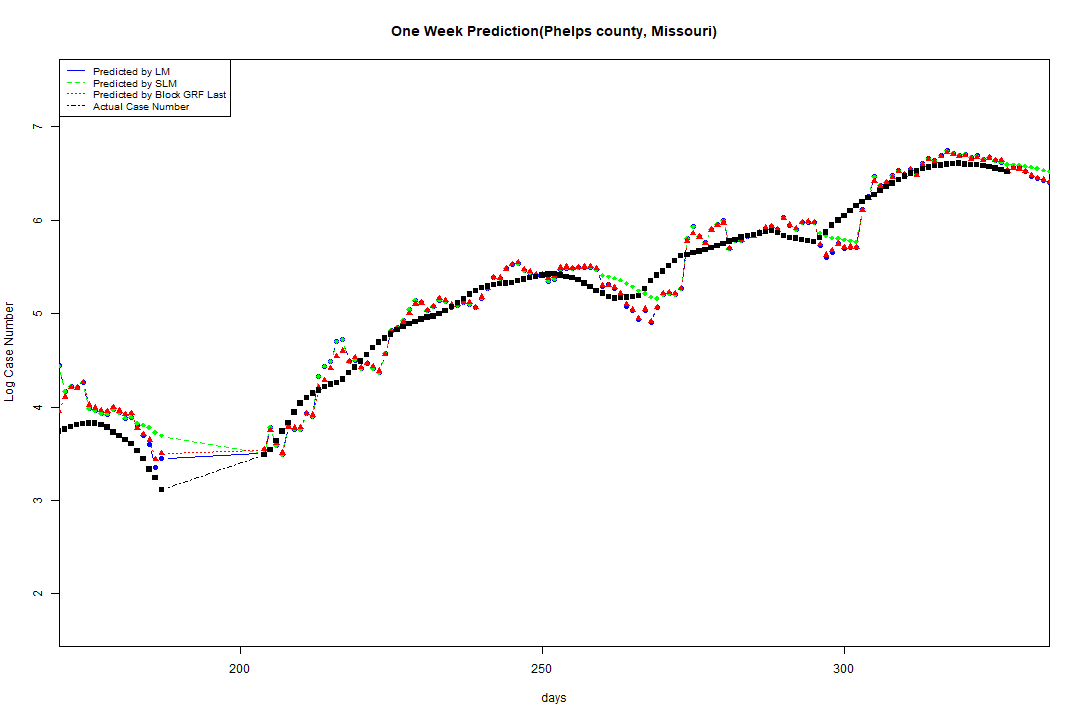 One Week Prediction(Phelps county, Missouri)
Predicted by LM
Predicted by SLM
Predicted by Block GRF Last
Actual Case Number
7
6
5
4
3
2
Log Case Number
200
250
300
days